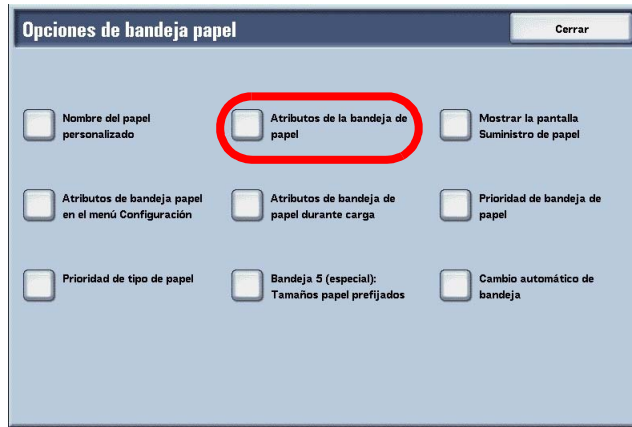 Opciones de bandeja papel
Cerrar
Nombre del papel
personalizado
Atributos de la bandeja de
papel
Mostrar la pantalla
Suministro de papel
Atributos de bandeja papel
en el menú Configuración
Atributos de bandeja de
papel durante carga
Prioridad de bandeja de
papel
Prioridad de tipo de papel
Bandeja 5 (especial):
Tamaños papel prefijados
Cambio automático de
bandeja